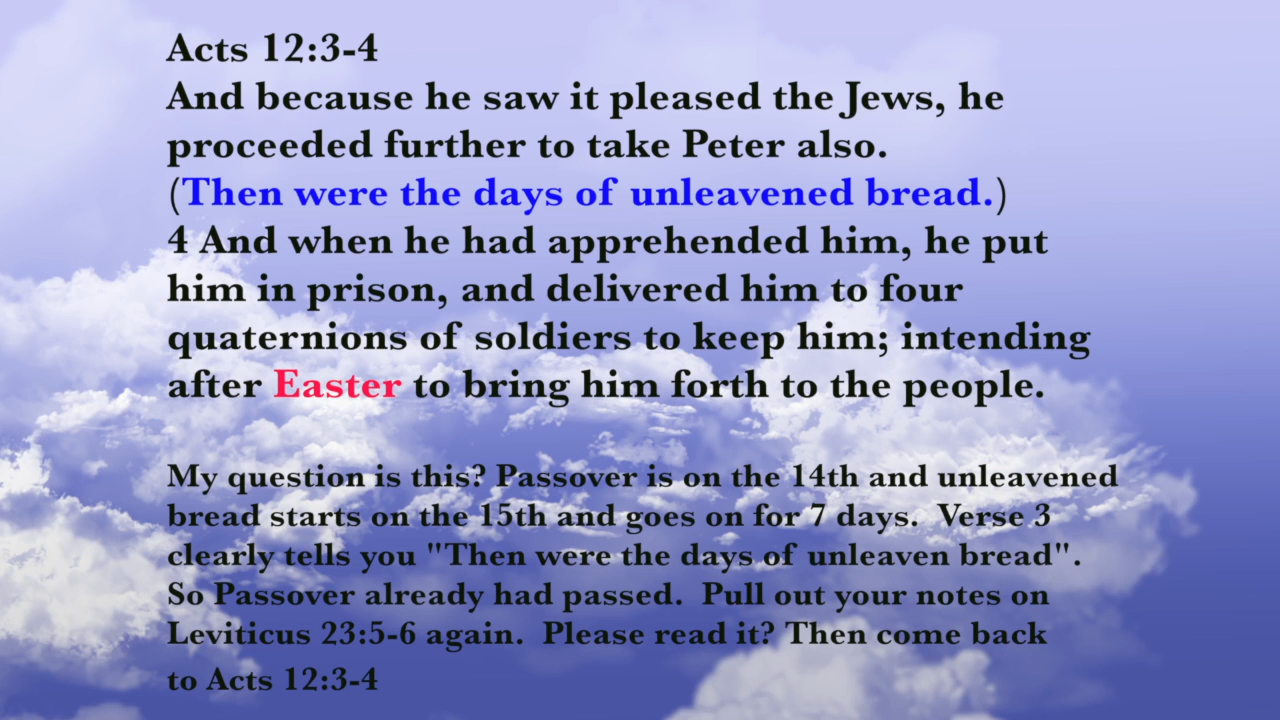 Acts 12:3-4
And because he saw it pleased the Jews, he
proceeded further to take Peter also.
(Then were the days of unleavened bread.)
4 And when he had apprehended him, he put
him in prison, and delivered him to four
quaternions of soldiers to keep him; intending
after Easter to bring him forth to the people.
My question is this? Passover is on the 14th and unleavened
bread starts on the 15th and goes on for 7 days.  Verse 3
clearly tells you "Then were the days of unleaven bread".
So Passover already had passed.  Pull out your notes on
Leviticus 23:5-6 again.  Please read it? Then come back
to Acts 12:3-4